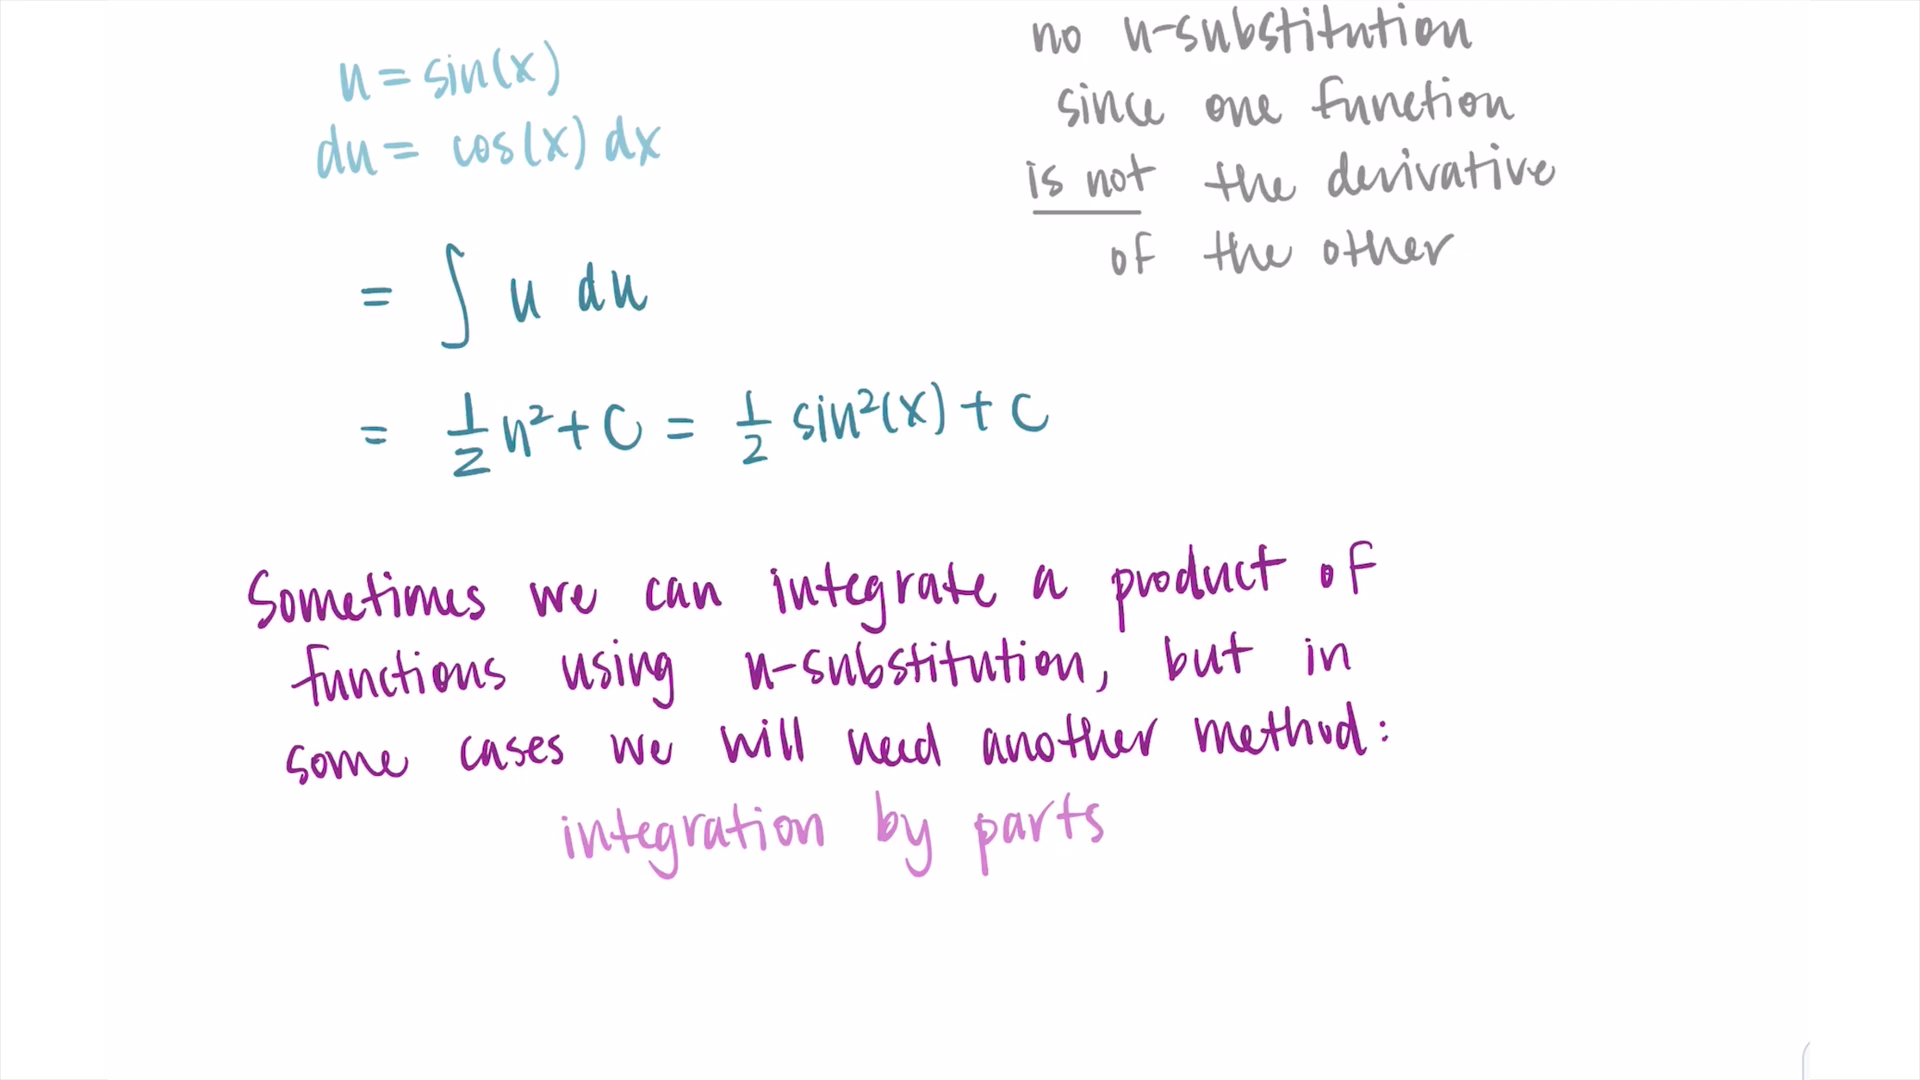 u = sin(x)
du = cos(x) dx
= ∫ u du
= 1/2 u² + C = 1/2 sin²(x) + C
no u-substitution
since one function
is not the derivative
of the other
Sometimes we can integrate a product of
functions using u-substitution, but in
some cases we will need another method:
integration by parts